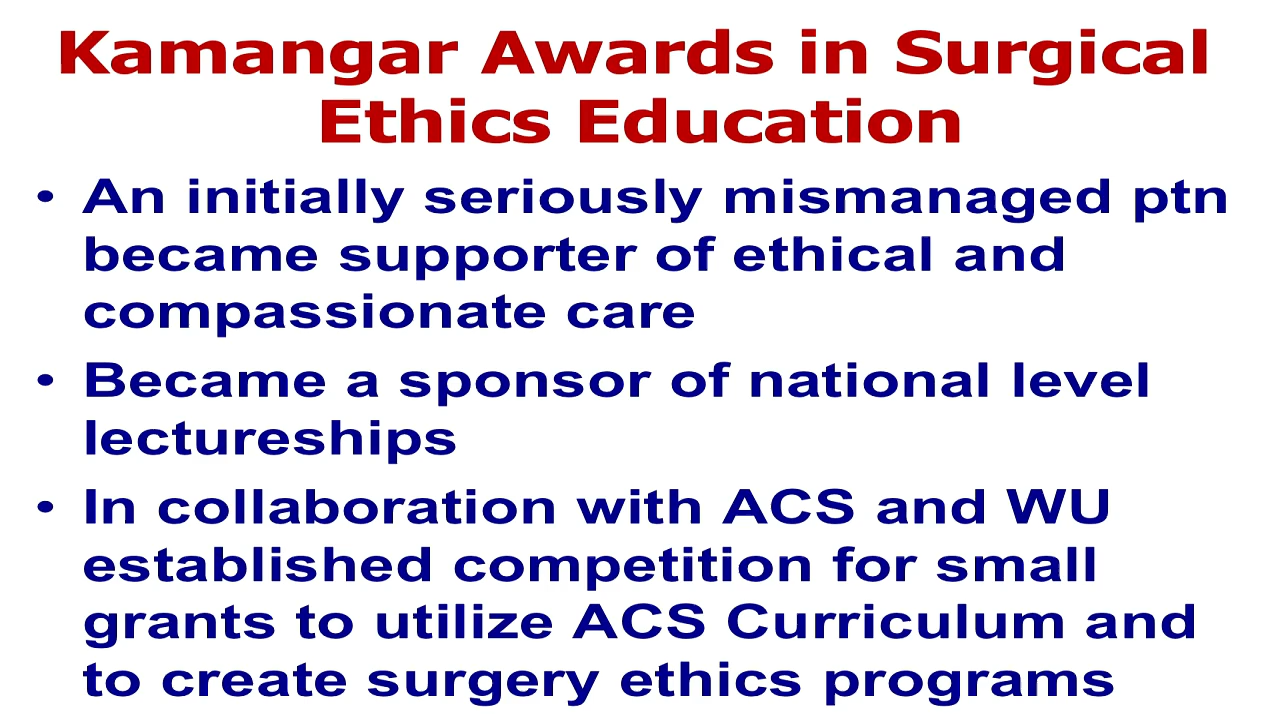 Kamangar Awards in Surgical
Ethics Education
• An initially seriously mismanaged ptn
became supporter of ethical and
compassionate care
• Became a sponsor of national level
lectureships
• In collaboration with ACS and WU
established competition for small
grants to utilize ACS Curriculum and
to create surgery ethics programs